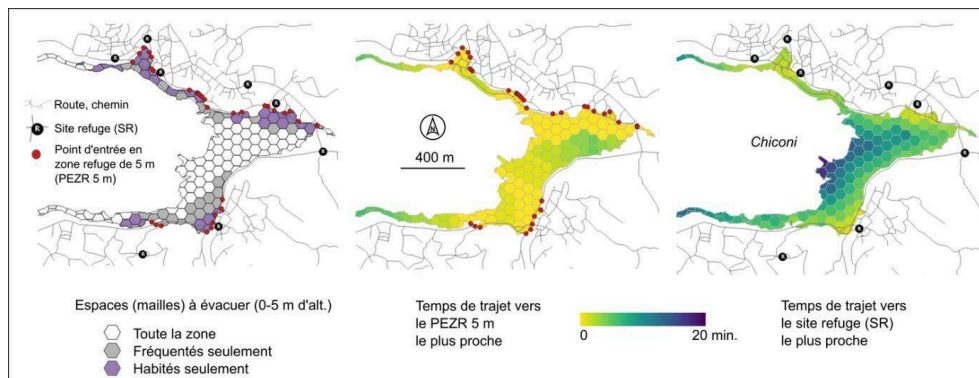 Route, chemin
R
Site refuge (SR)
Point d'entrée en
zone refuge de 5 m
(PEZR 5 m)
N
400 m
Chiconi
Espaces (mailles) à évacuer (0-5 m d'alt.)
Toute la zone
Fréquentés seulement
Habités seulement
Temps de trajet vers
le PEZR 5 m
le plus proche
0
20 min.
Temps de trajet vers
le site refuge (SR)
le plus proche